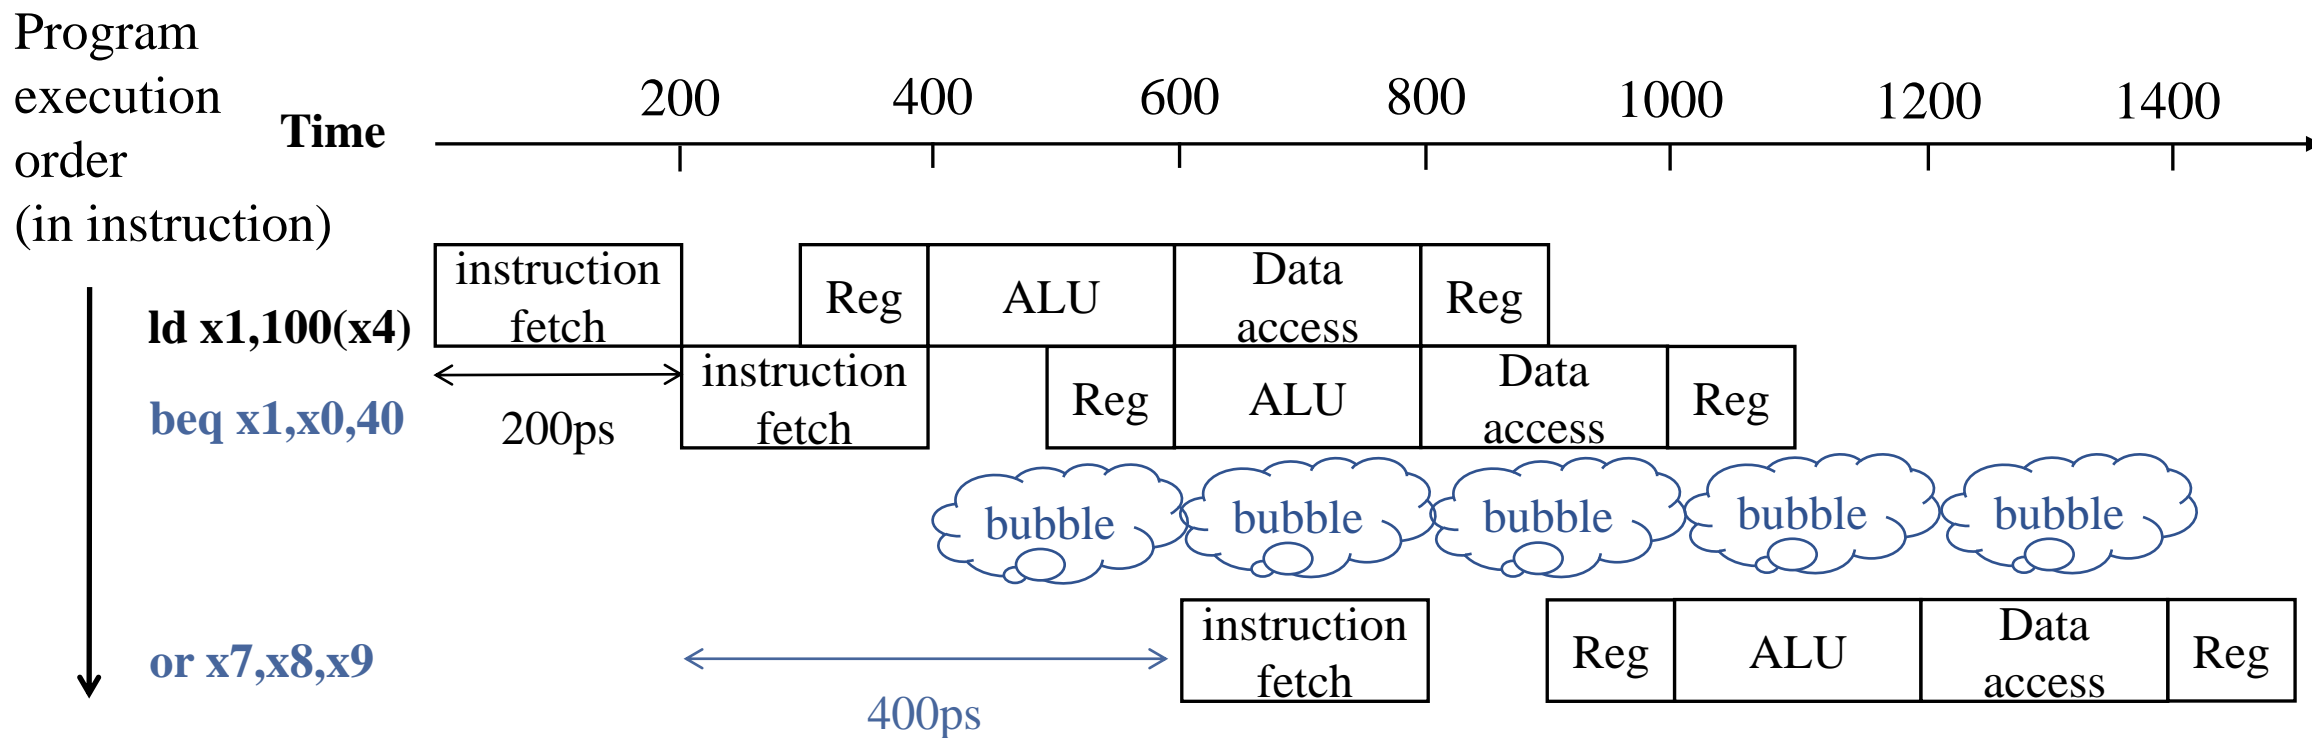 Program
execution
order
(in instruction)
Time
200 400 600 800 1000 1200 1400
ld x1,100(x4)
instruction
fetch
Reg
ALU
Data
access
Reg
200ps
beq x1,x0,40
instruction
fetch
Reg
ALU
Data
access
Reg
bubble bubble bubble bubble bubble
or x7,x8,x9
400ps
instruction
fetch
Reg
ALU
Data
access
Reg